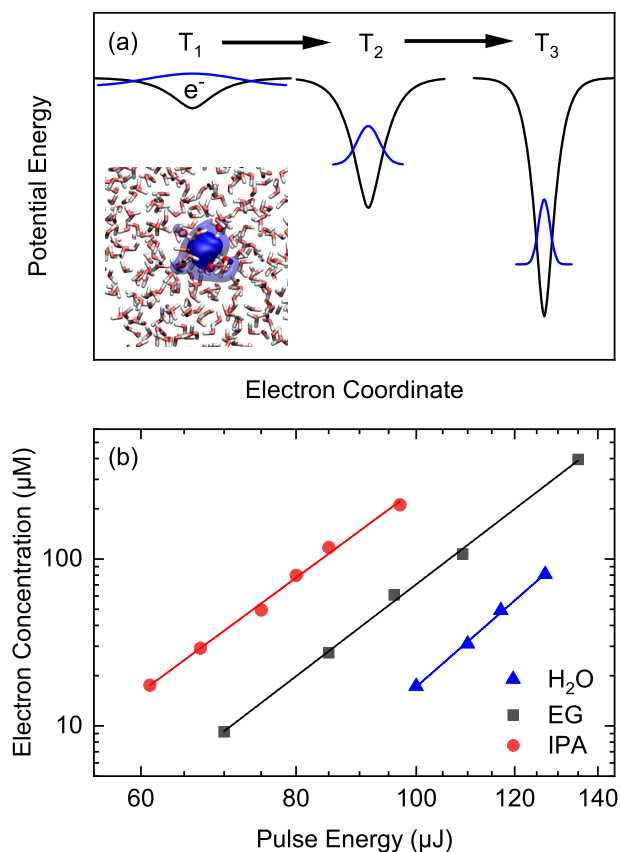 (a)
T₁ T₂ T₃
e⁻
Potential Energy
Electron Coordinate
(b)
Electron Concentration (μM)
100
10
H₂O
EG
IPA
60 80 100 120 140
Pulse Energy (μJ)